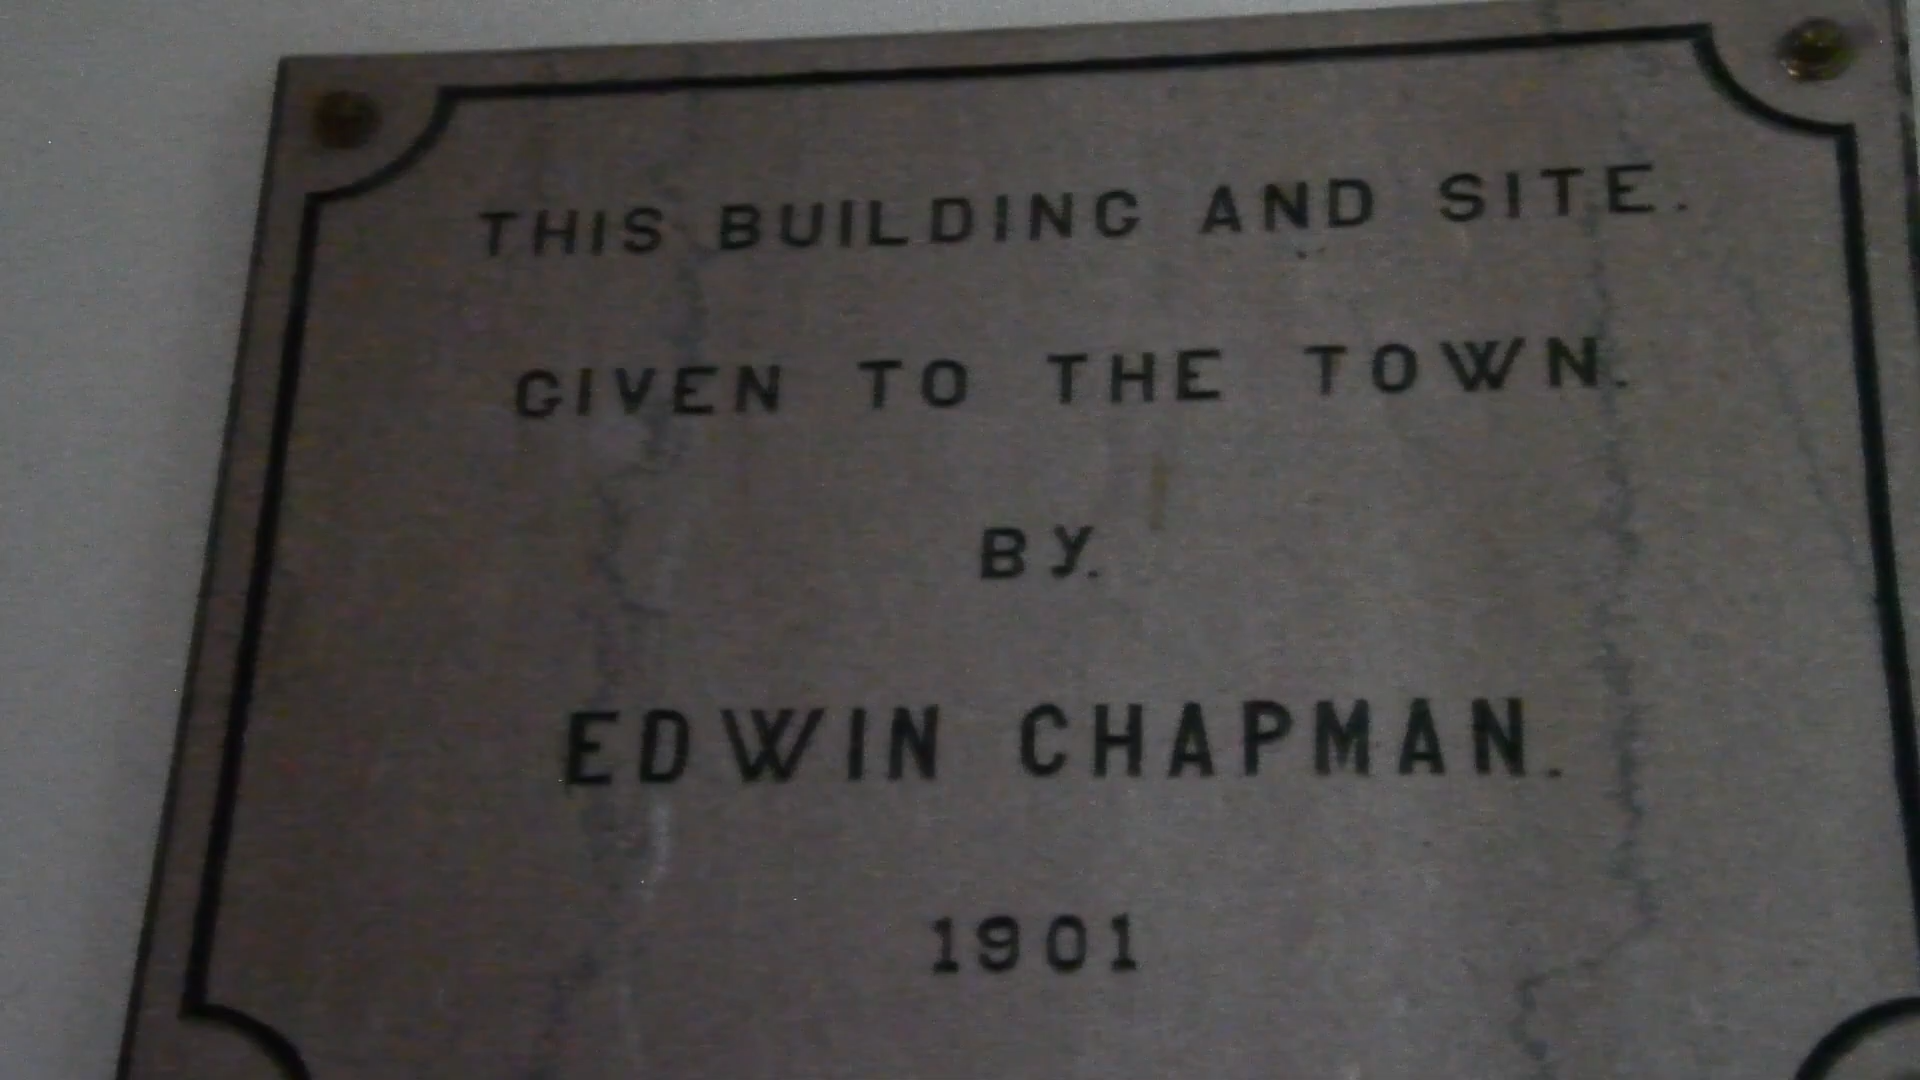 THIS BUILDING AND SITE.
GIVEN TO THE TOWN.
BY.
EDWIN CHAPMAN.
1901